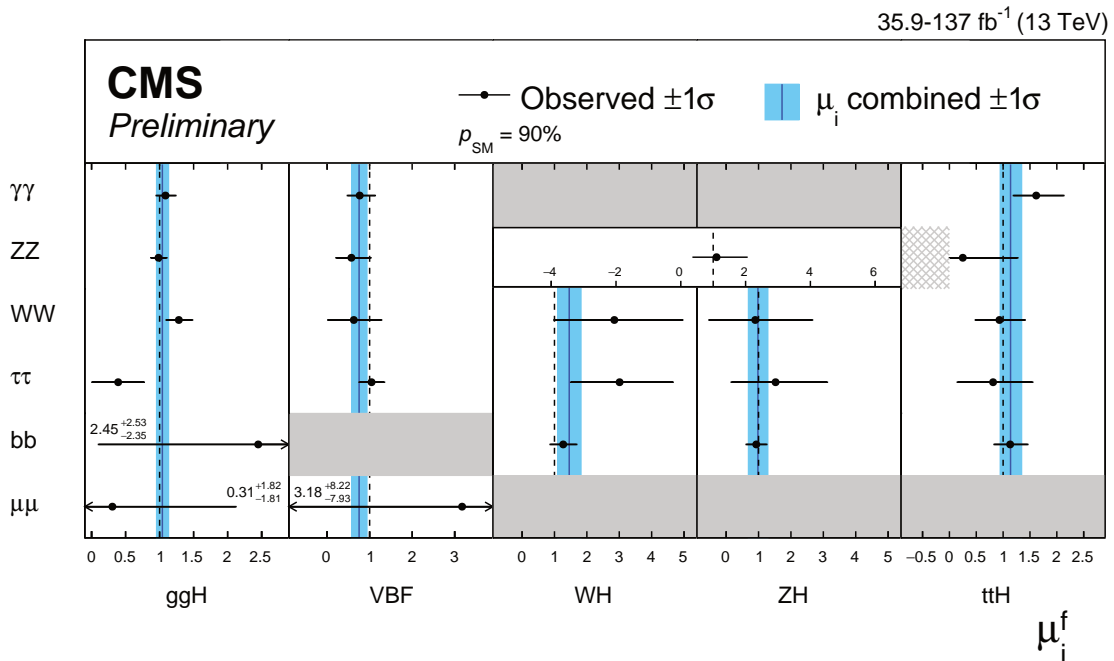 35.9-137 fb⁻¹ (13 TeV)
CMS
Preliminary
Observed ±1σ
μᵢ combined ±1σ
p_SM = 90%
γγ
ZZ
−4 −2 0 2 4 6
WW
ττ
bb
2.45 +2.53 −2.35
μμ
0.31 +1.82 −1.81
3.18 +8.22 −7.93
0 0.5 1 1.5 2 2.5
0 1 2 3
0 1 2 3 4 5
0 1 2 3 4 5
−0.5 0 0.5 1 1.5 2 2.5
ggH VBF WH ZH ttH
μᵢᶠ